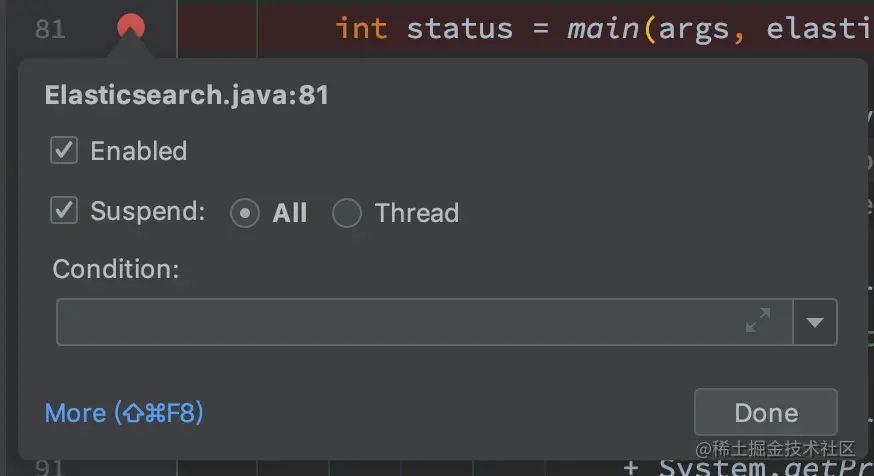 81 int status = main(args, elasti
Elasticsearch.java:81
Enabled
Suspend: All Thread
Condition:
More (⇧⌘F8) Done
@稀土掘金技术社区
91 + System.getPr